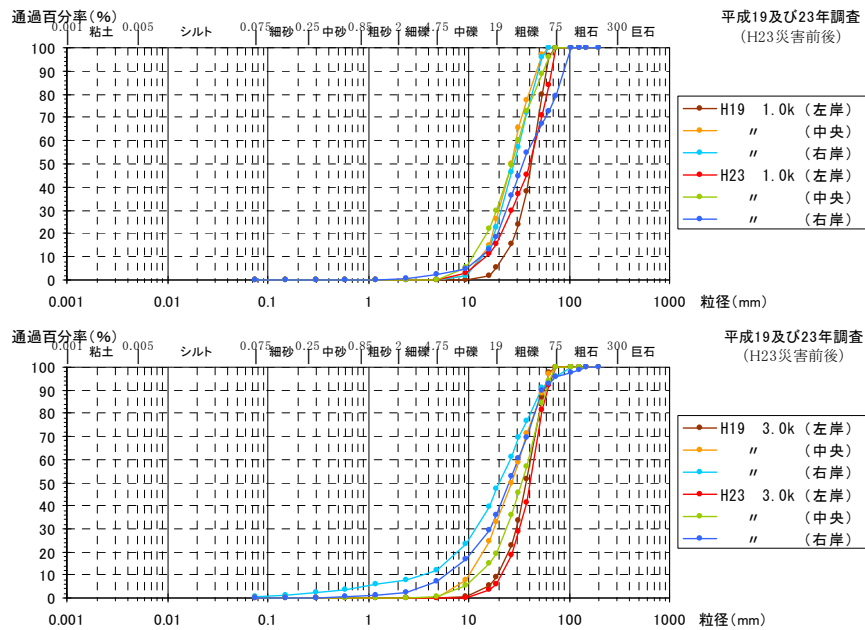 通過百分率(%)
平成19及び23年調査
(H23災害前後)
0.001 0.005 0.075 0.25 0.85 2 4.75 19 75 300
粘土 シルト 細砂 中砂 粗砂 細礫 中礫 粗礫 粗石 巨石
100
90
80
70
60
50
40
30
20
10
0
0.001 0.01 0.1 1 10 100 1000
粒径(mm)
H19 1.0k (左岸)
〃 (中央)
〃 (右岸)
H23 1.0k (左岸)
〃 (中央)
〃 (右岸)
通過百分率(%)
平成19及び23年調査
(H23災害前後)
0.001 0.005 0.075 0.25 0.85 2 4.75 19 75 300
粘土 シルト 細砂 中砂 粗砂 細礫 中礫 粗礫 粗石 巨石
100
90
80
70
60
50
40
30
20
10
0
0.001 0.01 0.1 1 10 100 1000
粒径(mm)
H19 3.0k (左岸)
〃 (中央)
〃 (右岸)
H23 3.0k (左岸)
〃 (中央)
〃 (右岸)